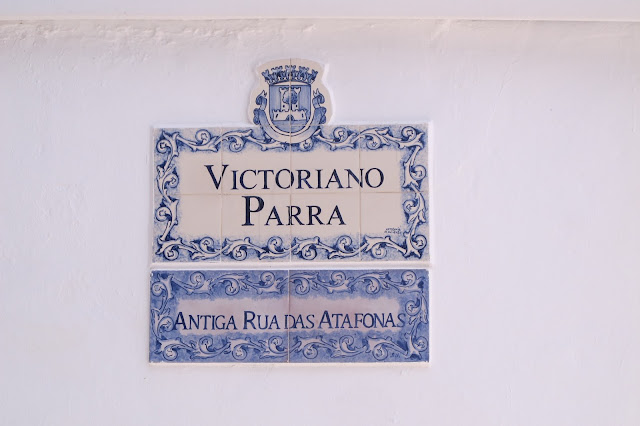 VICTORIANO
PARRA
ANTIGA RUA DAS ATAFONAS